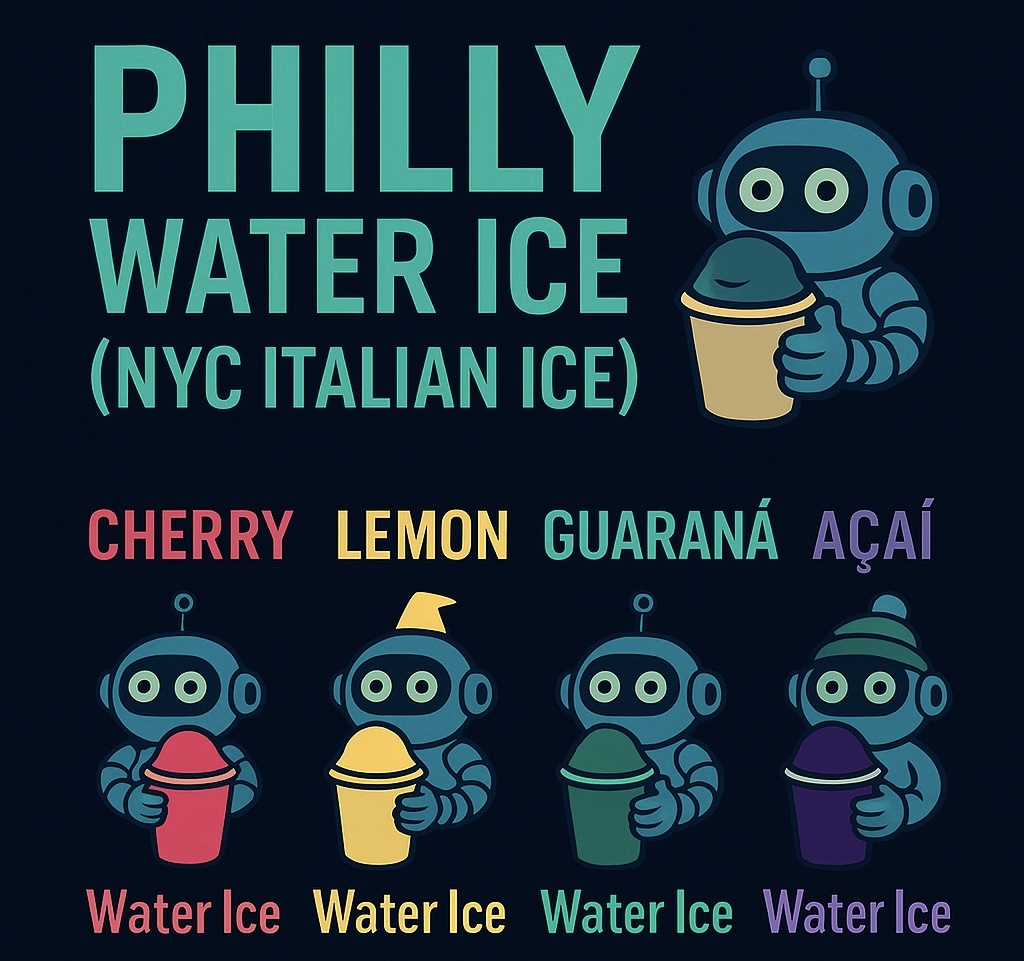 PHILLY
WATER ICE
(NYC ITALIAN ICE)
CHERRY LEMON GUARANÁ AÇAÍ
Water Ice Water Ice Water Ice Water Ice